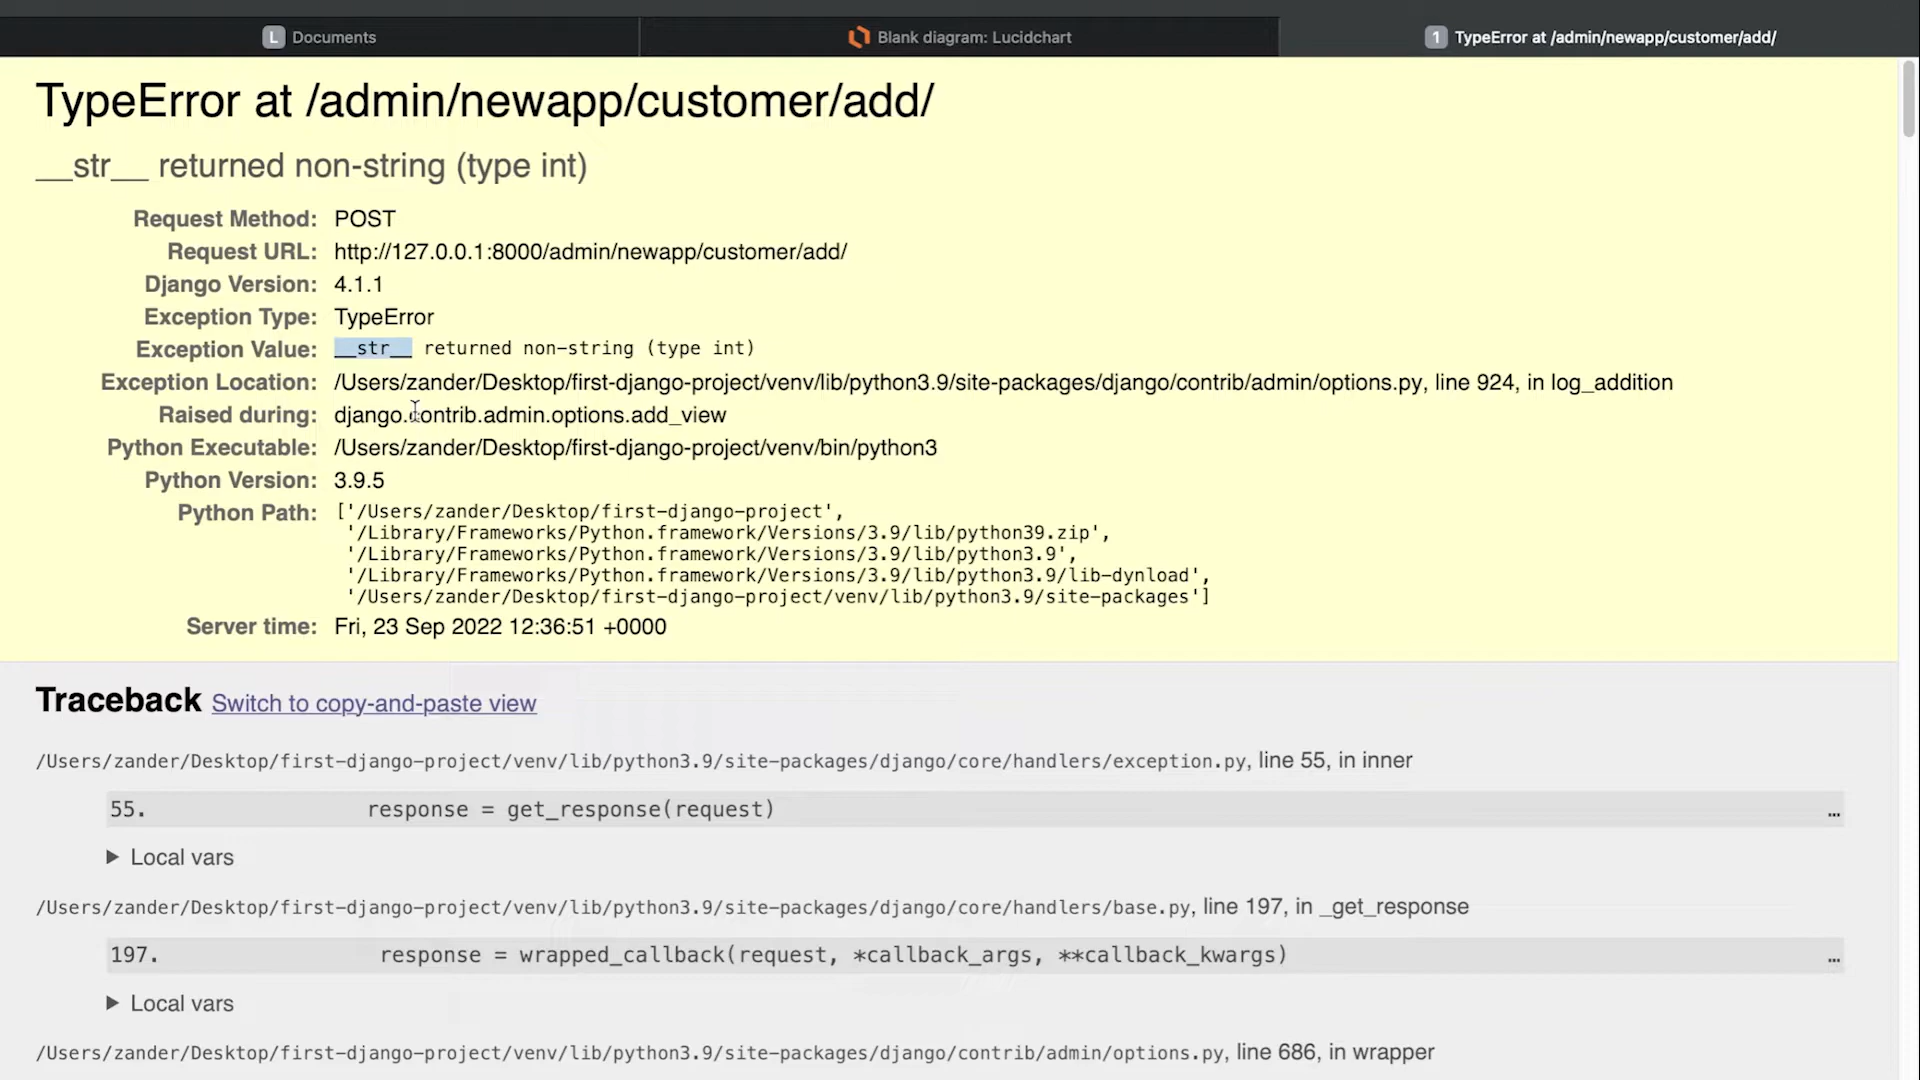 L Documents
Blank diagram: Lucidchart
1 TypeError at /admin/newapp/customer/add/
TypeError at /admin/newapp/customer/add/
__str__ returned non-string (type int)
Request Method: POST
Request URL: http://127.0.0.1:8000/admin/newapp/customer/add/
Django Version: 4.1.1
Exception Type: TypeError
Exception Value: __str__ returned non-string (type int)
Exception Location: /Users/zander/Desktop/first-django-project/venv/lib/python3.9/site-packages/django/contrib/admin/options.py, line 924, in log_addition
Raised during: django.contrib.admin.options.add_view
Python Executable: /Users/zander/Desktop/first-django-project/venv/bin/python3
Python Version: 3.9.5
Python Path: ['/Users/zander/Desktop/first-django-project',
'/Library/Frameworks/Python.framework/Versions/3.9/lib/python39.zip',
'/Library/Frameworks/Python.framework/Versions/3.9/lib/python3.9',
'/Library/Frameworks/Python.framework/Versions/3.9/lib/python3.9/lib-dynload',
'/Users/zander/Desktop/first-django-project/venv/lib/python3.9/site-packages']
Server time: Fri, 23 Sep 2022 12:36:51 +0000
Traceback Switch to copy-and-paste view
/Users/zander/Desktop/first-django-project/venv/lib/python3.9/site-packages/django/core/handlers/exception.py, line 55, in inner
55. response = get_response(request) …
▶ Local vars
/Users/zander/Desktop/first-django-project/venv/lib/python3.9/site-packages/django/core/handlers/base.py, line 197, in _get_response
197. response = wrapped_callback(request, *callback_args, **callback_kwargs) …
▶ Local vars
/Users/zander/Desktop/first-django-project/venv/lib/python3.9/site-packages/django/contrib/admin/options.py, line 686, in wrapper